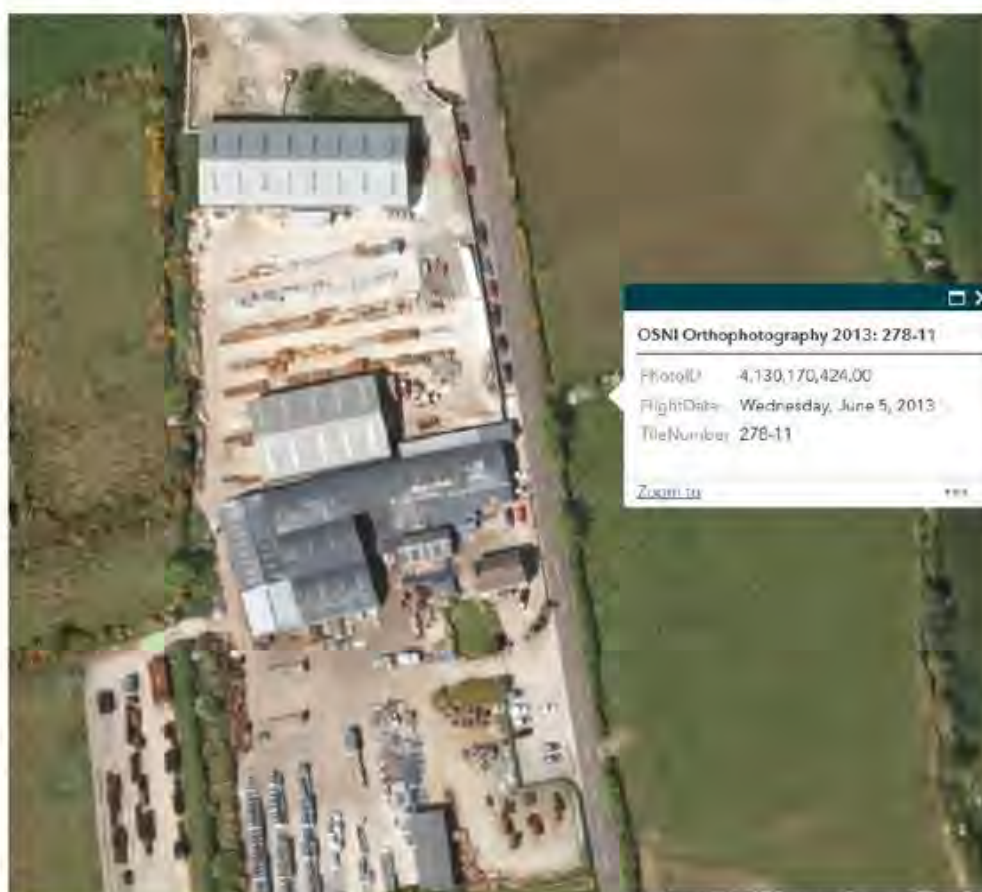 OSNI Orthophotography 2013: 278-11
PhotoID 4,130,170,424.00
FlightDate Wednesday, June 5, 2013
TileNumber 278-11
Zoom to